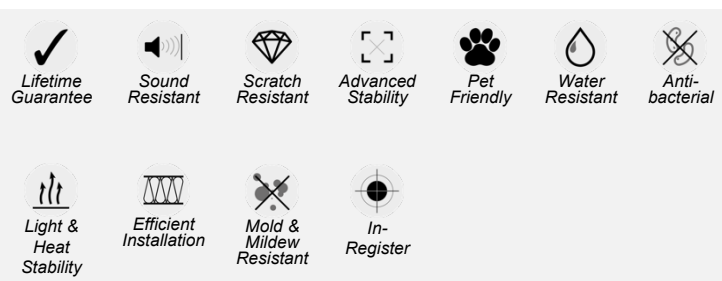 Lifetime
Guarantee
Sound
Resistant
Scratch
Resistant
Advanced
Stability
Pet
Friendly
Water
Resistant
Anti-
bacterial
Light &
Heat
Stability
Efficient
Installation
Mold &
Mildew
Resistant
In-
Register